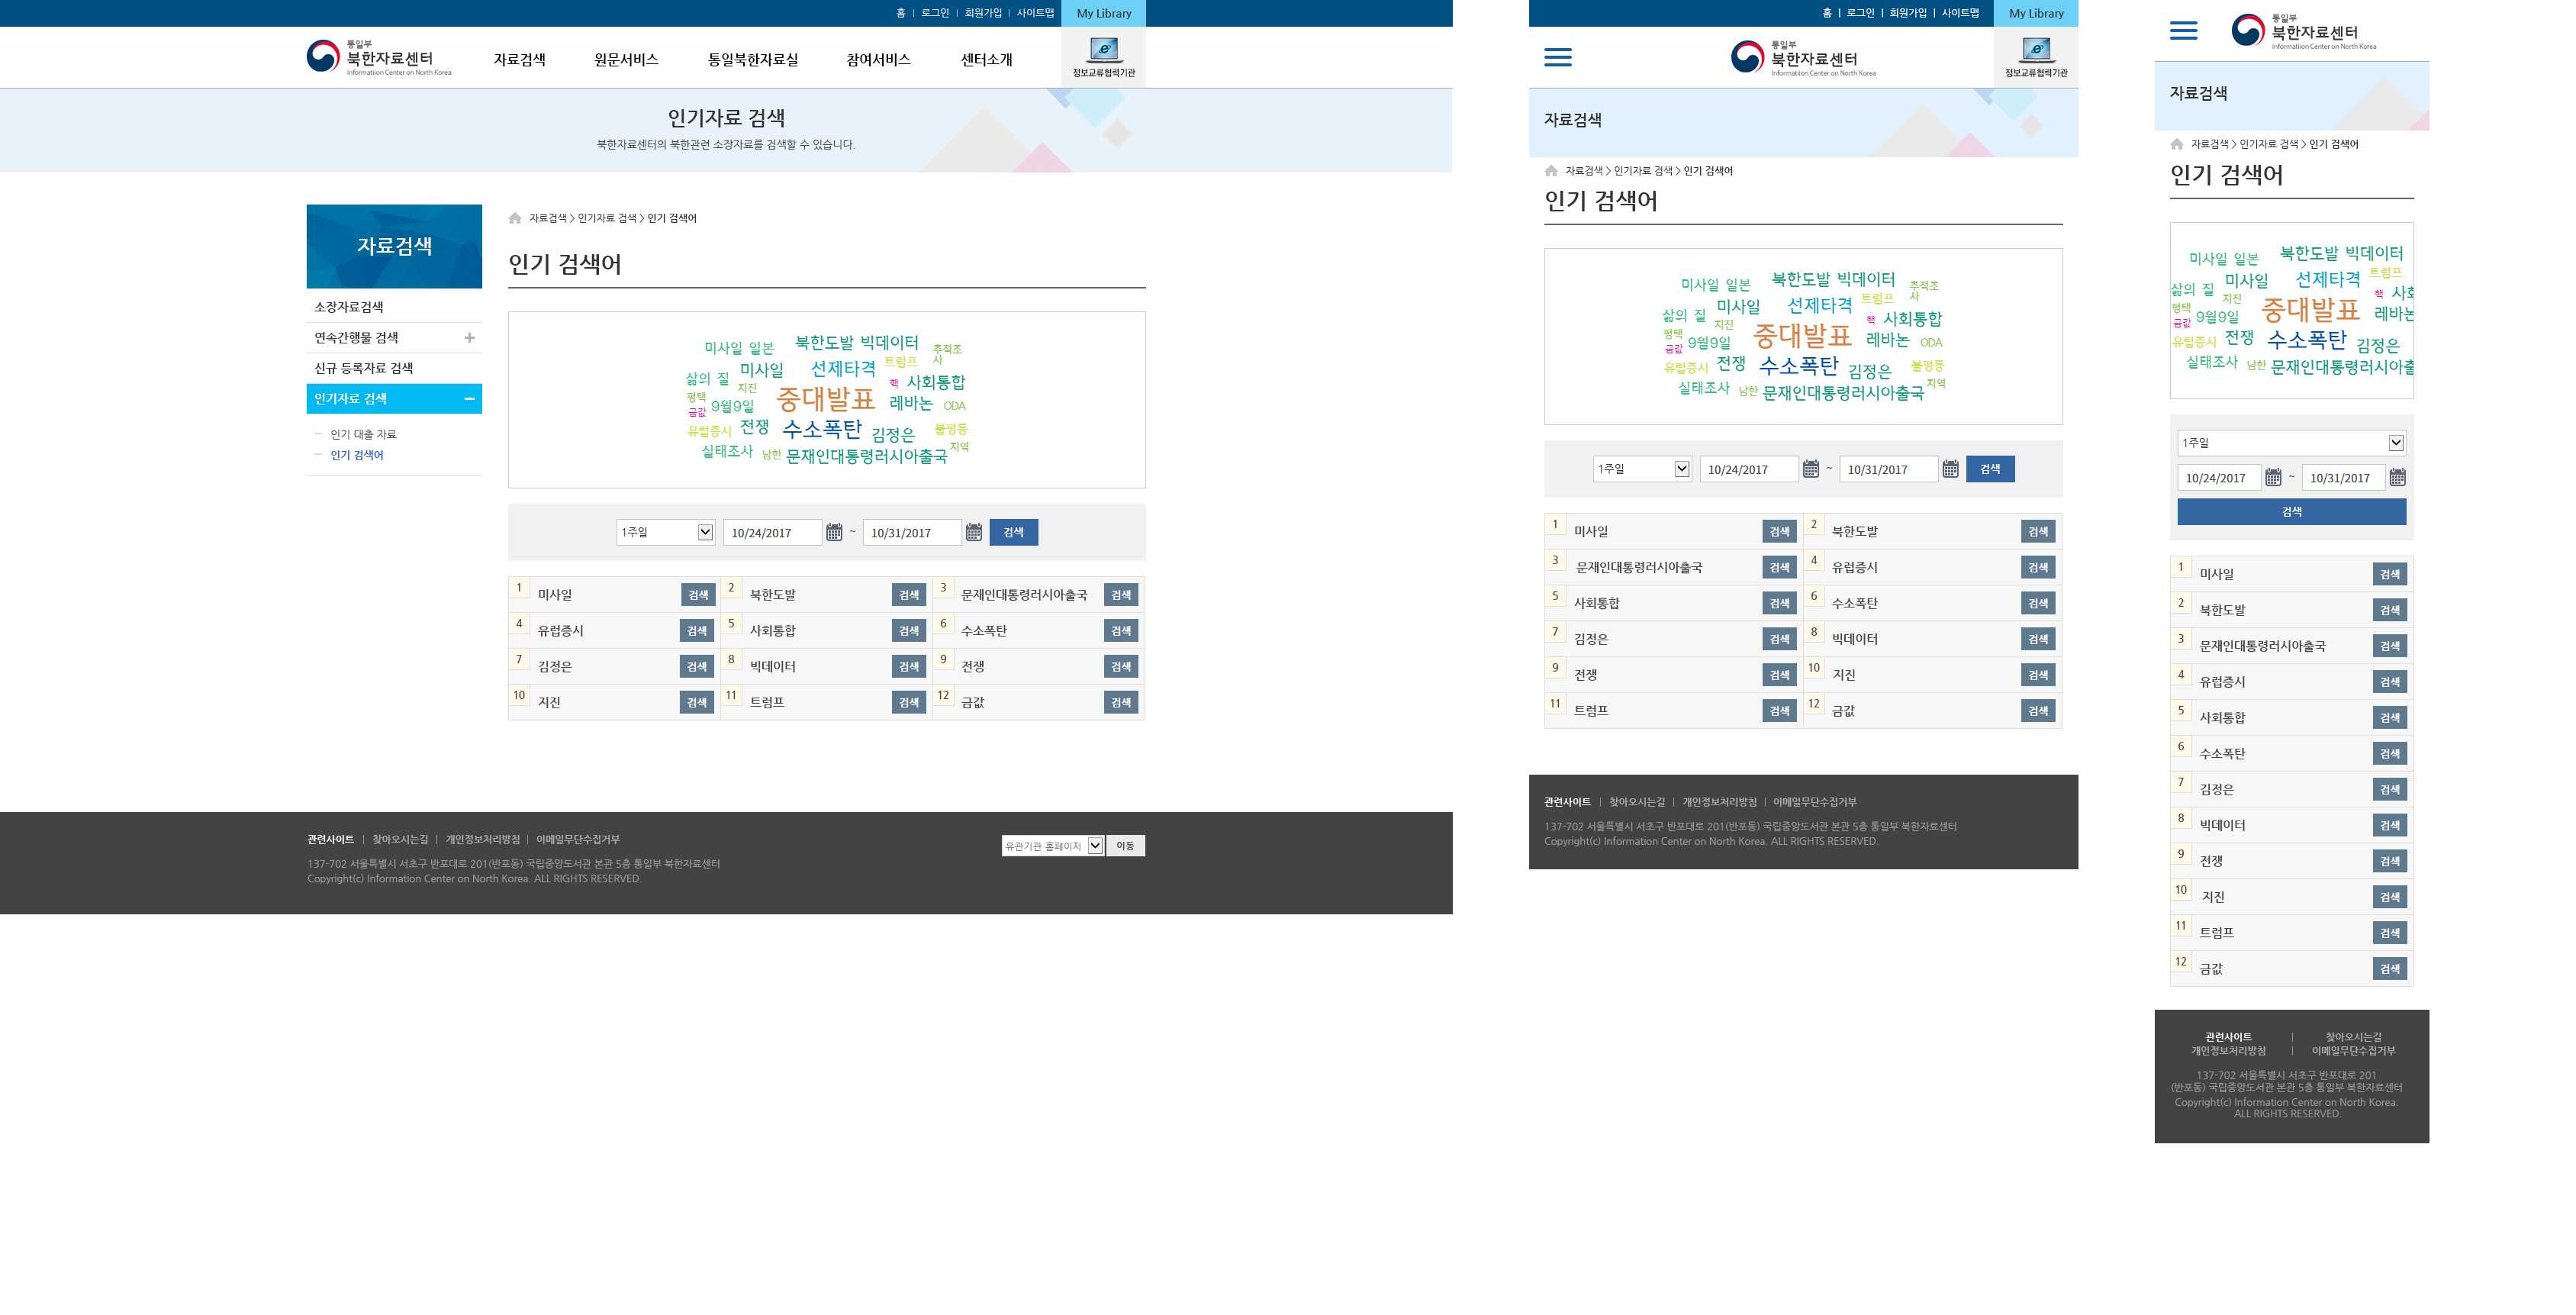 홈 | 로그인 | 회원가입 | 사이트맵 My Library
통일부
북한자료센터
Information Center on North Korea
자료검색 원문서비스 통일북한자료실 참여서비스 센터소개
정보교류협력기관
인기자료 검색
북한자료센터의 북한관련 소장자료를 검색할 수 있습니다.
자료검색
소장자료검색
연속간행물 검색
신규 등록자료 검색
인기자료 검색
인기 대출 자료
인기 검색어
자료검색 > 인기자료 검색 > 인기 검색어
인기 검색어
미사일 일본 북한도발 빅데이터 추적조사
삶의 질 미사일 선제타격 트럼프
지진 핵 사회통합
평택 금값 9월9일 중대발표 레바논 ODA
유럽증시 전쟁 수소폭탄 김정은 불평등
실태조사 남한 문재인대통령러시아출국 지역
1주일 10/24/2017 ~ 10/31/2017 검색
1 미사일 검색 2 북한도발 검색 3 문재인대통령러시아출국 검색
4 유럽증시 검색 5 사회통합 검색 6 수소폭탄 검색
7 김정은 검색 8 빅데이터 검색 9 전쟁 검색
10 지진 검색 11 트럼프 검색 12 금값 검색
관련사이트 | 찾아오시는길 | 개인정보처리방침 | 이메일무단수집거부
유관기관 홈페이지 이동
137-702 서울특별시 서초구 반포대로 201(반포동) 국립중앙도서관 본관 5층 통일부 북한자료센터
Copyright(c) Information Center on North Korea. ALL RIGHTS RESERVED.
홈 | 로그인 | 회원가입 | 사이트맵 My Library
통일부
북한자료센터
Information Center on North Korea
정보교류협력기관
자료검색
자료검색 > 인기자료 검색 > 인기 검색어
인기 검색어
미사일 일본 북한도발 빅데이터 추적조사
삶의 질 미사일 선제타격 트럼프
지진 핵 사회통합
평택 금값 9월9일 중대발표 레바논 ODA
유럽증시 전쟁 수소폭탄 김정은 불평등
실태조사 남한 문재인대통령러시아출국 지역
1주일 10/24/2017 ~ 10/31/2017 검색
1 미사일 검색 2 북한도발 검색
3 문재인대통령러시아출국 검색 4 유럽증시 검색
5 사회통합 검색 6 수소폭탄 검색
7 김정은 검색 8 빅데이터 검색
9 전쟁 검색 10 지진 검색
11 트럼프 검색 12 금값 검색
관련사이트 | 찾아오시는길 | 개인정보처리방침 | 이메일무단수집거부
137-702 서울특별시 서초구 반포대로 201(반포동) 국립중앙도서관 본관 5층 통일부 북한자료센터
Copyright(c) Information Center on North Korea. ALL RIGHTS RESERVED.
통일부
북한자료센터
Information Center on North Korea
자료검색
자료검색 > 인기자료 검색 > 인기 검색어
인기 검색어
미사일 일본 북한도발 빅데이터
삶의 질 미사일 선제타격 트럼프
지진 핵 사회
평택 금값 9월9일 중대발표 레바논
유럽증시 전쟁 수소폭탄 김정은
실태조사 남한 문재인대통령러시아출
1주일
10/24/2017 ~ 10/31/2017
검색
1 미사일 검색
2 북한도발 검색
3 문재인대통령러시아출국 검색
4 유럽증시 검색
5 사회통합 검색
6 수소폭탄 검색
7 김정은 검색
8 빅데이터 검색
9 전쟁 검색
10 지진 검색
11 트럼프 검색
12 금값 검색
관련사이트 | 찾아오시는길
개인정보처리방침 | 이메일무단수집거부
137-702 서울특별시 서초구 반포대로 201
(반포동) 국립중앙도서관 본관 5층 통일부 북한자료센터
Copyright(c) Information Center on North Korea.
ALL RIGHTS RESERVED.